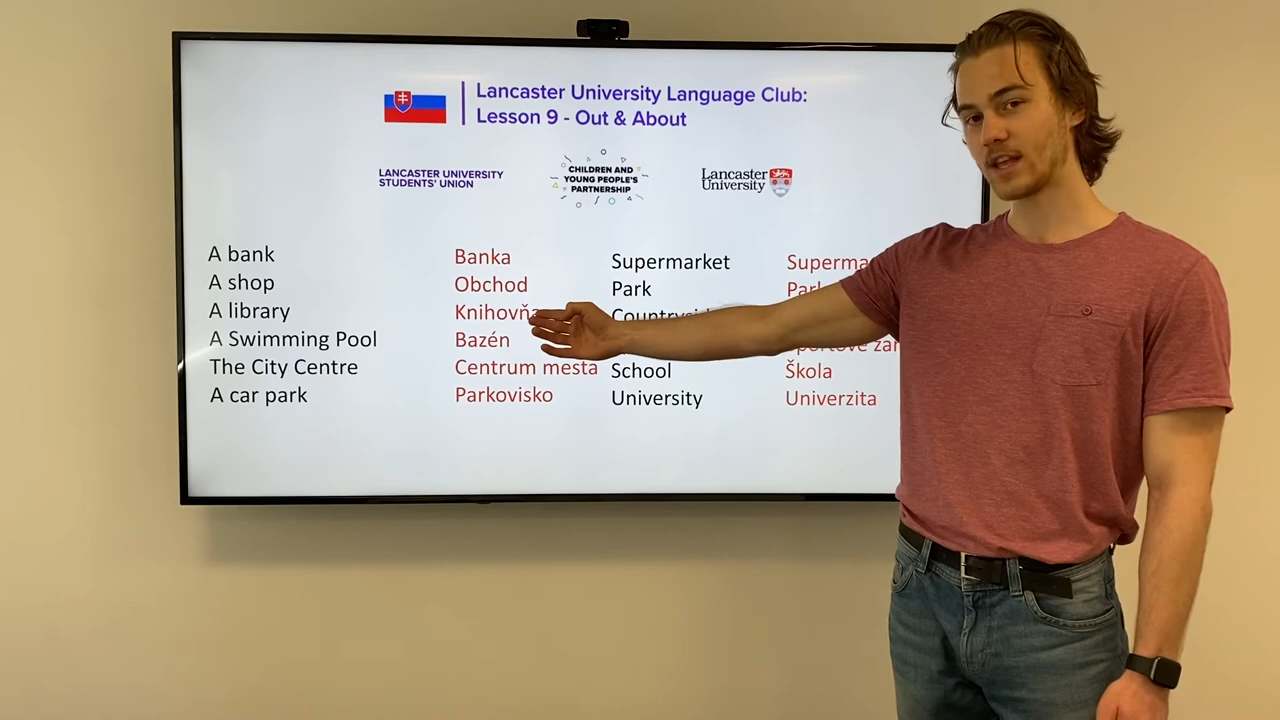 Lancaster University Language Club:
Lesson 9 - Out & About
LANCASTER UNIVERSITY
STUDENTS' UNION
CHILDREN AND
YOUNG PEOPLE'S
PARTNERSHIP
Lancaster
University
A bank
A shop
A library
A Swimming Pool
The City Centre
A car park
Banka
Obchod
Knihovňa
Bazén
Centrum mesta
Parkovisko
Supermarket
Park
School
University
Škola
Univerzita